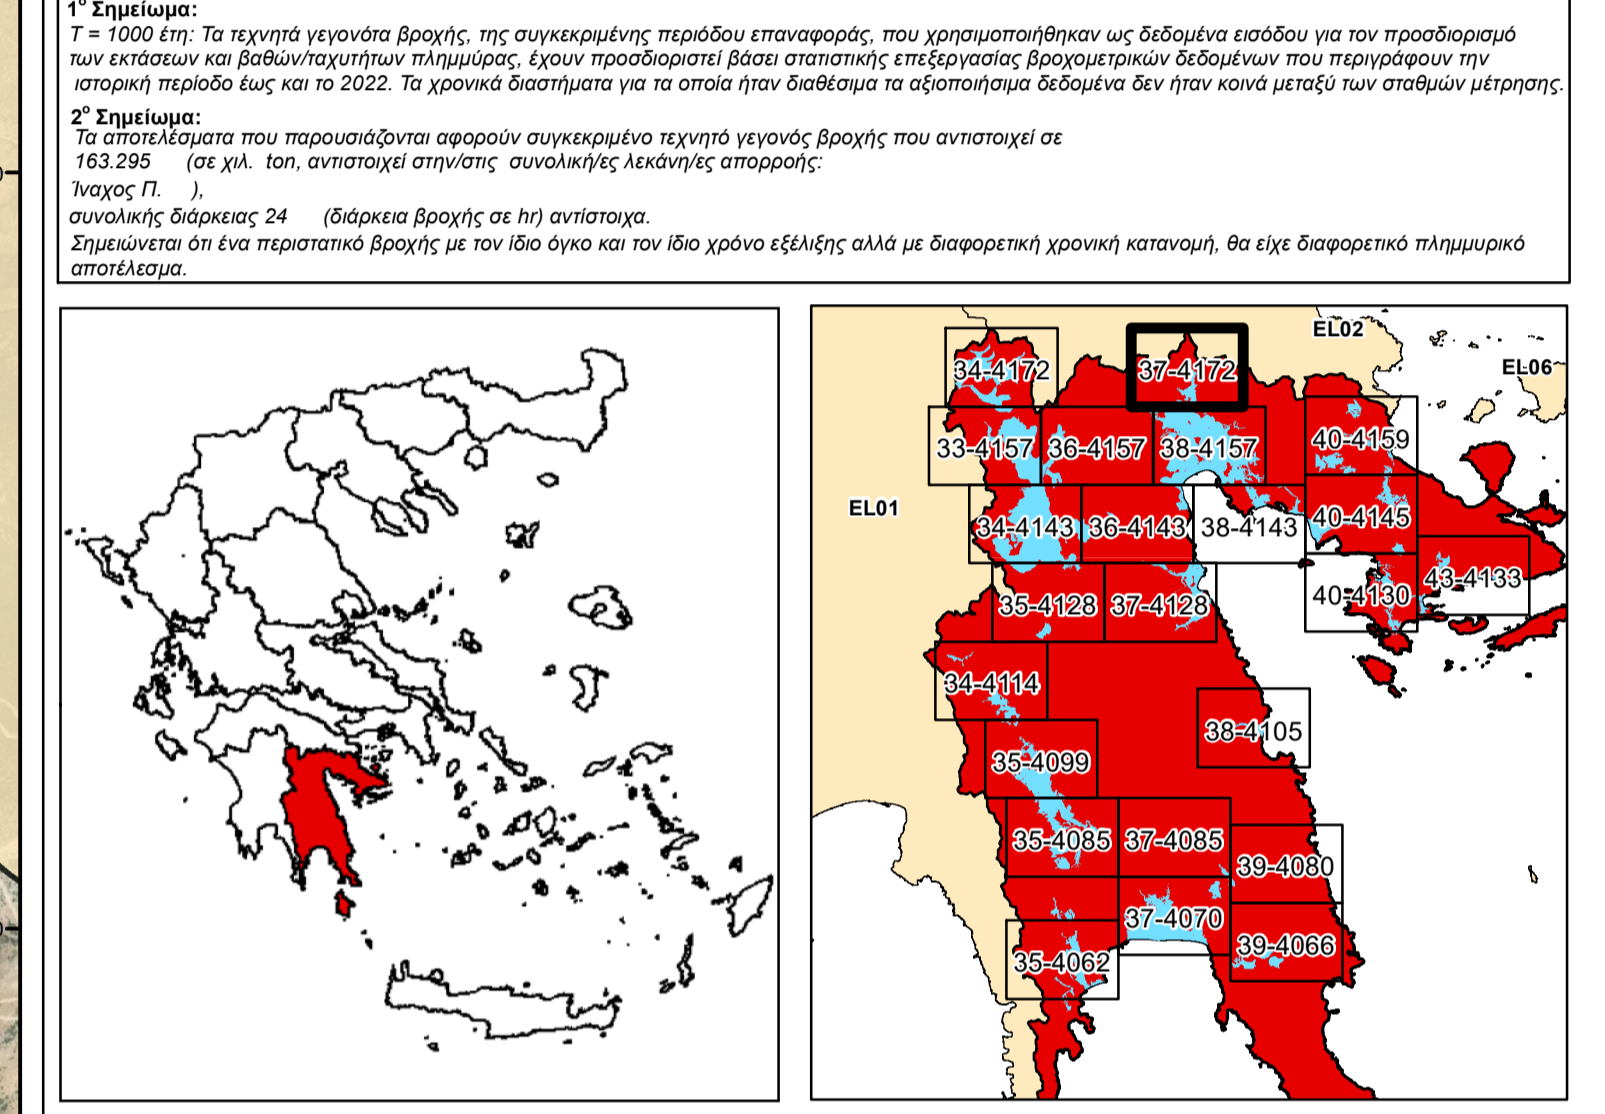 1ο Σημείωμα:
T = 1000 έτη: Τα τεχνητά γεγονότα βροχής, της συγκεκριμένης περιόδου επαναφοράς, που χρησιμοποιήθηκαν ως δεδομένα εισόδου για τον προσδιορισμό
των εκτάσεων και βαθών/ταχυτήτων πλημμύρας, έχουν προσδιοριστεί βάσει στατιστικής επεξεργασίας βροχομετρικών δεδομένων που περιγράφουν την
ιστορική περίοδο έως και το 2022. Τα χρονικά διαστήματα για τα οποία ήταν διαθέσιμα τα αξιοποιήσιμα δεδομένα δεν ήταν κοινά μεταξύ των σταθμών μέτρησης.
2ο Σημείωμα:
Τα αποτελέσματα που παρουσιάζονται αφορούν συγκεκριμένο τεχνητό γεγονός βροχής που αντιστοιχεί σε
163.295 (σε χιλ. ton, αντιστοιχεί στην/στις συνολική/ες λεκάνη/ες απορροής:
Ίναχος Π. ),
συνολικής διάρκειας 24 (διάρκεια βροχής σε hr) αντίστοιχα.
Σημειώνεται ότι ένα περιστατικό βροχής με τον ίδιο όγκο και τον ίδιο χρόνο εξέλιξης αλλά με διαφορετική χρονική κατανομή, θα είχε διαφορετικό πλημμυρικό
αποτέλεσμα.
EL02
EL06
34-4172
37-4172
33-4157
36-4157
38-4157
40-4159
EL01
34-4143
36-4143
38-4143
40-4145
35-4128
37-4128
40-4130
43-4133
34-4114
38-4105
35-4099
35-4085
37-4085
39-4080
37-4070
39-4066
35-4062